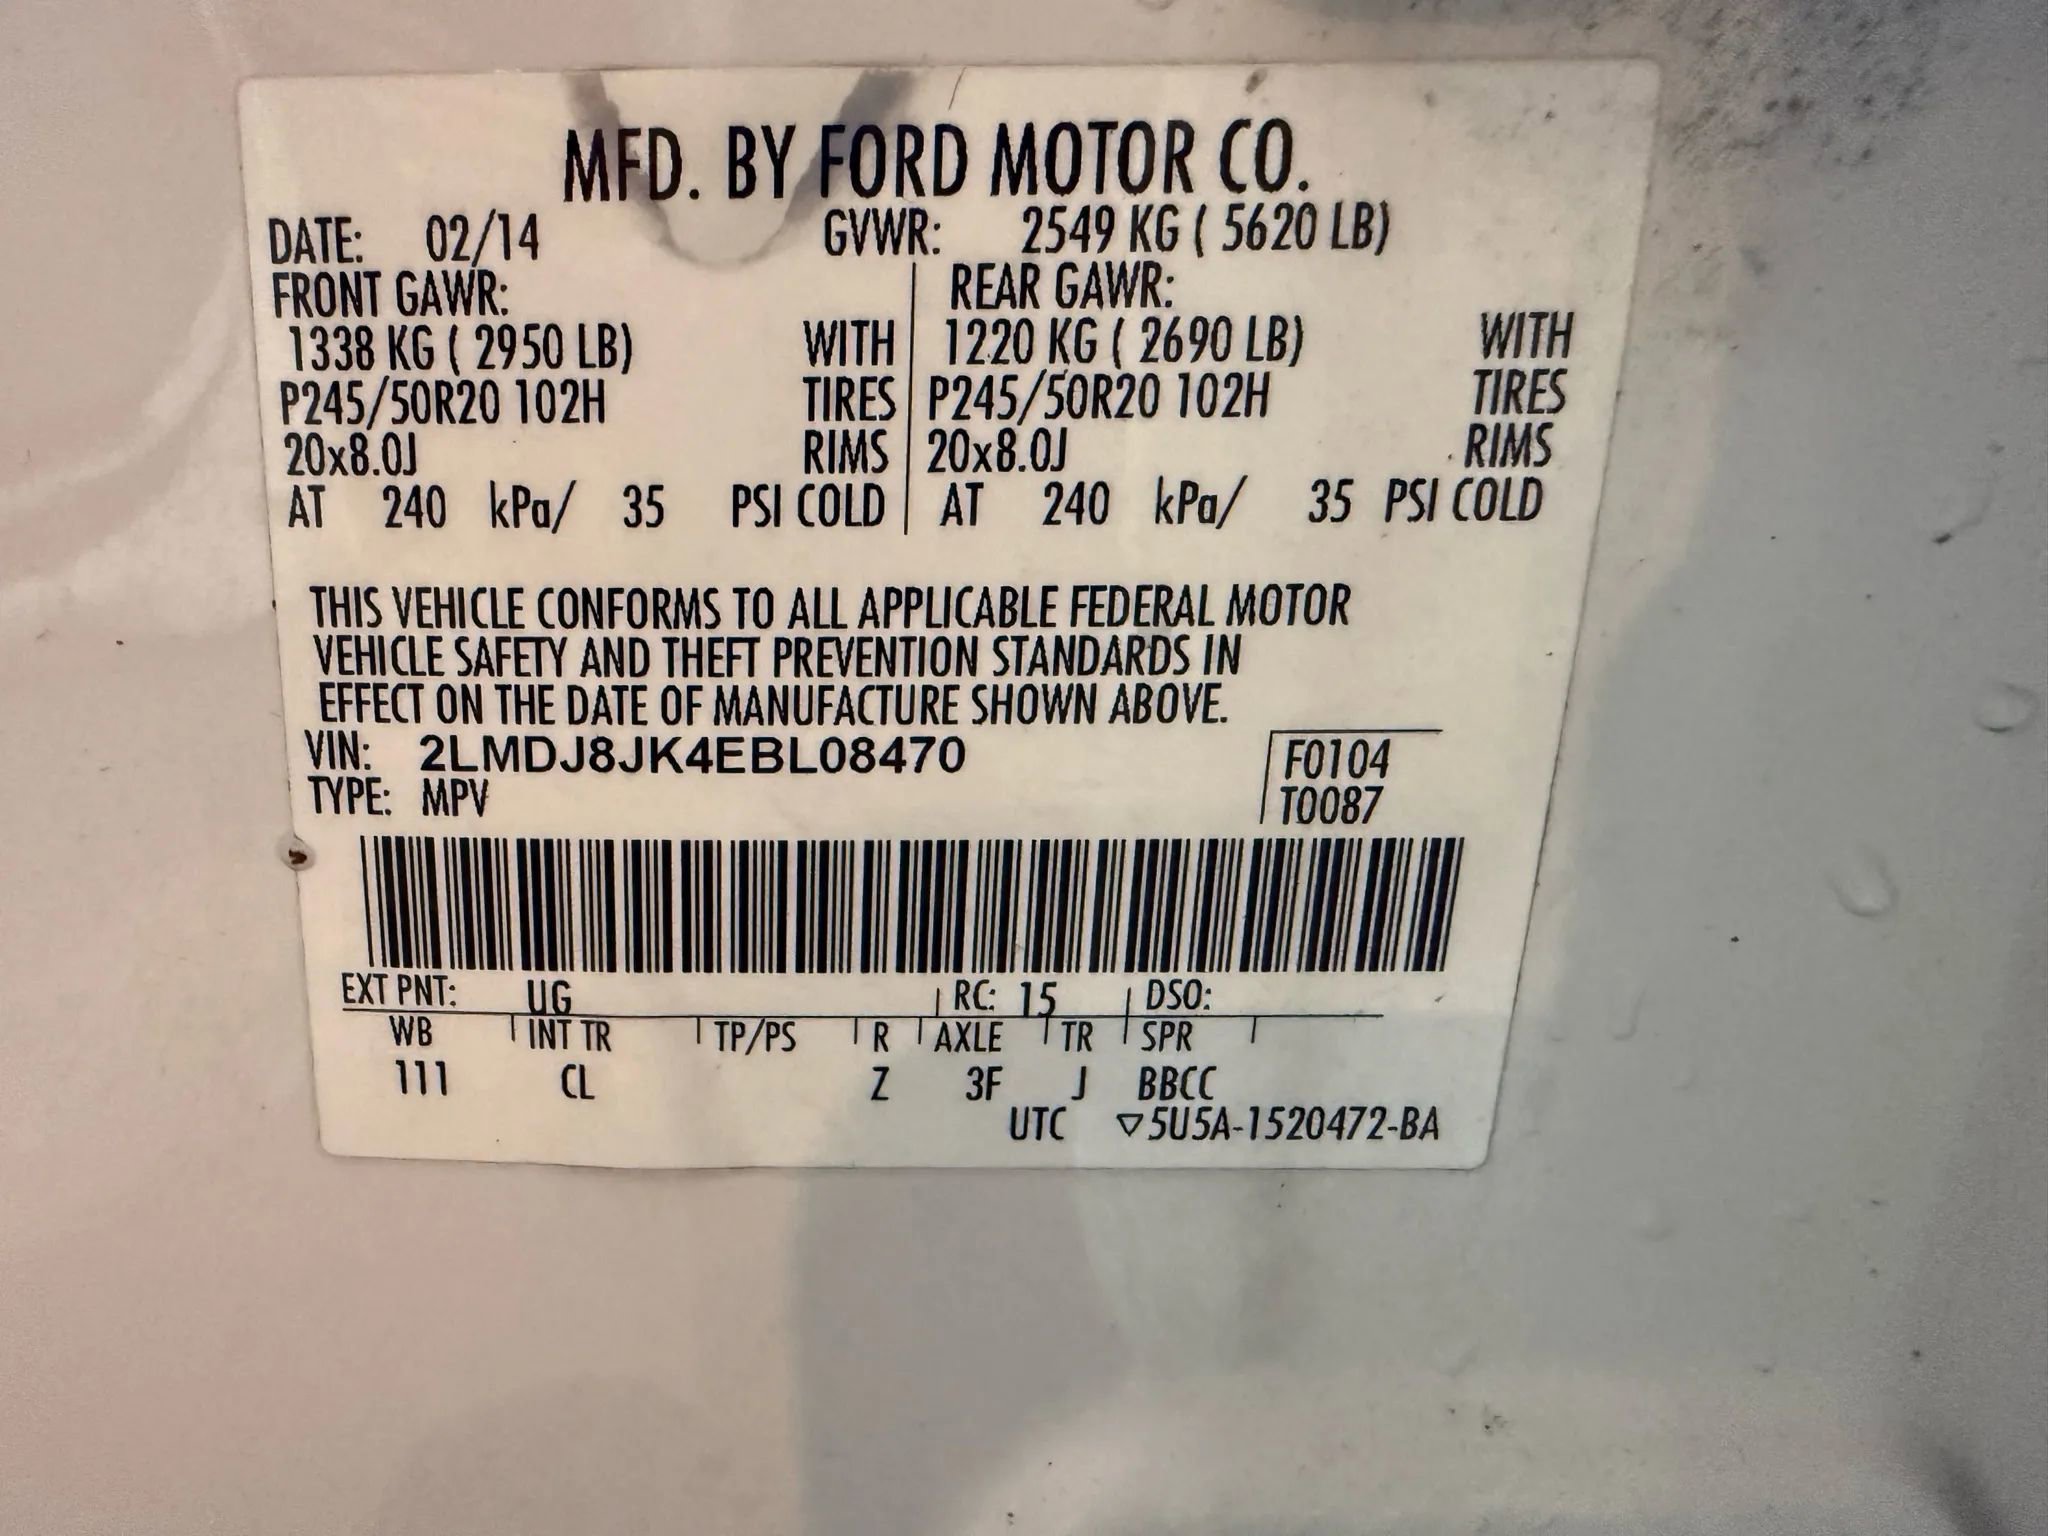 MFD. BY FORD MOTOR CO.
DATE: 02/14 GVWR: 2549 KG ( 5620 LB)
FRONT GAWR: REAR GAWR:
1338 KG ( 2950 LB) WITH 1220 KG ( 2690 LB) WITH
P245/50R20 102H TIRES P245/50R20 102H TIRES
20x8.0J RIMS 20x8.0J RIMS
AT 240 kPa/ 35 PSI COLD AT 240 kPa/ 35 PSI COLD
THIS VEHICLE CONFORMS TO ALL APPLICABLE FEDERAL MOTOR
VEHICLE SAFETY AND THEFT PREVENTION STANDARDS IN
EFFECT ON THE DATE OF MANUFACTURE SHOWN ABOVE.
VIN: 2LMDJ8JK4EBL08470 F0104
TYPE: MPV T0087
EXT PNT: UG RC: 15 DSO:
WB INT TR TP/PS R AXLE TR SPR
111 CL Z 3F J BBCC
UTC ▽5U5A-1520472-BA